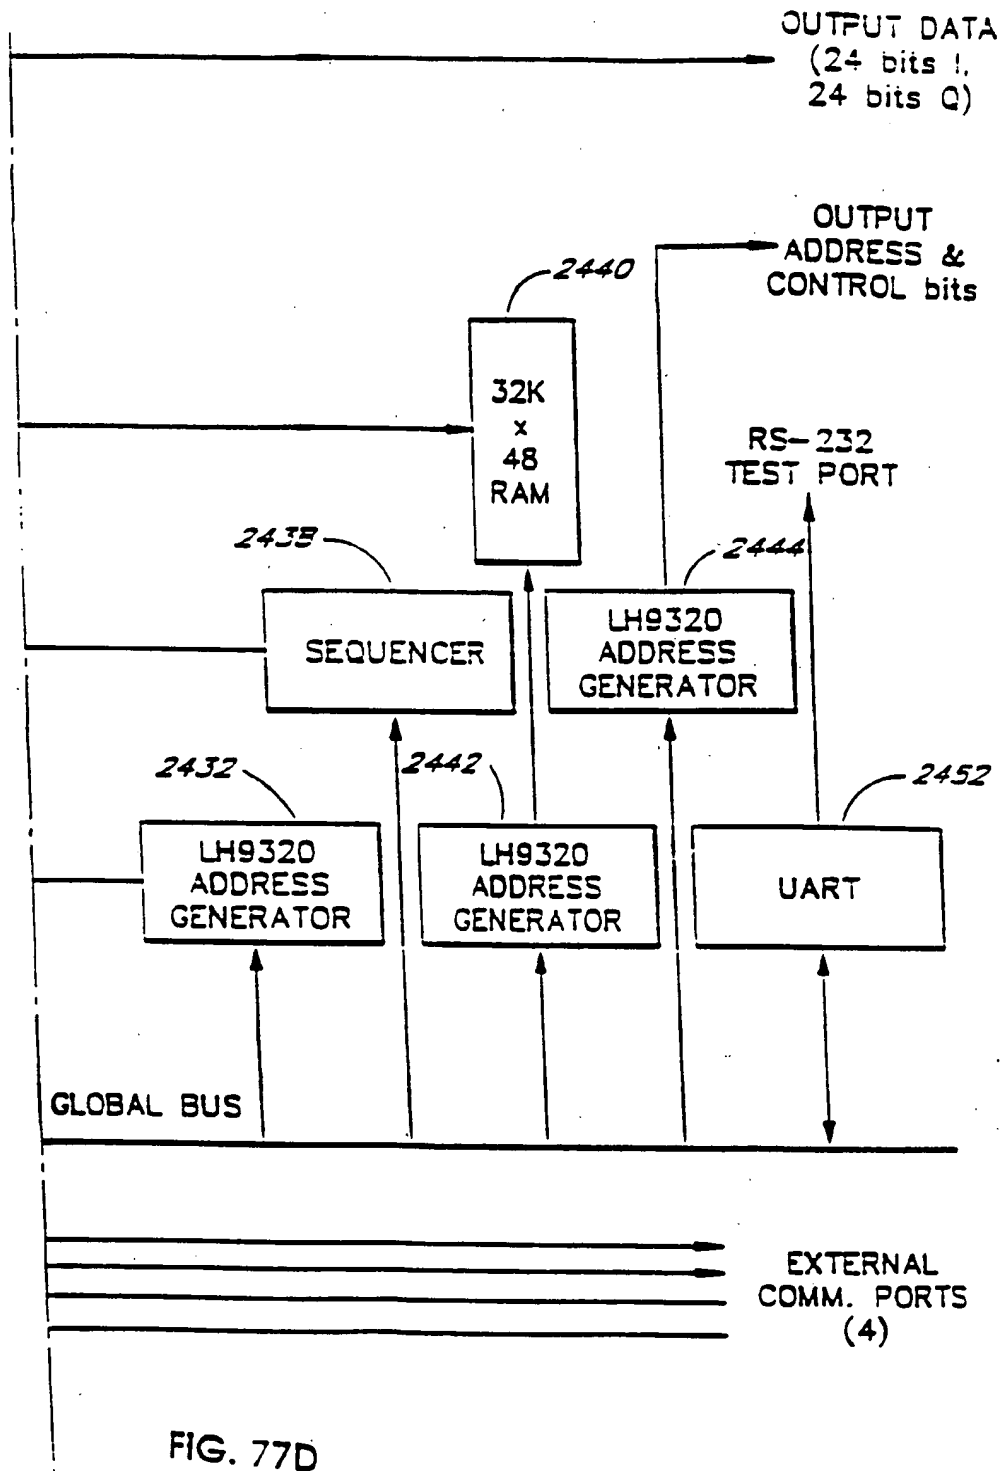 OUTPUT DATA
(24 bits I,
24 bits Q)
OUTPUT
ADDRESS &
CONTROL bits
2440
32K
x
48
RAM
RS-232
TEST PORT
2438
2444
SEQUENCER
LH9320
ADDRESS
GENERATOR
2432
2442
2452
LH9320
ADDRESS
GENERATOR
LH9320
ADDRESS
GENERATOR
UART
GLOBAL BUS
EXTERNAL
COMM. PORTS
(4)
FIG. 77D